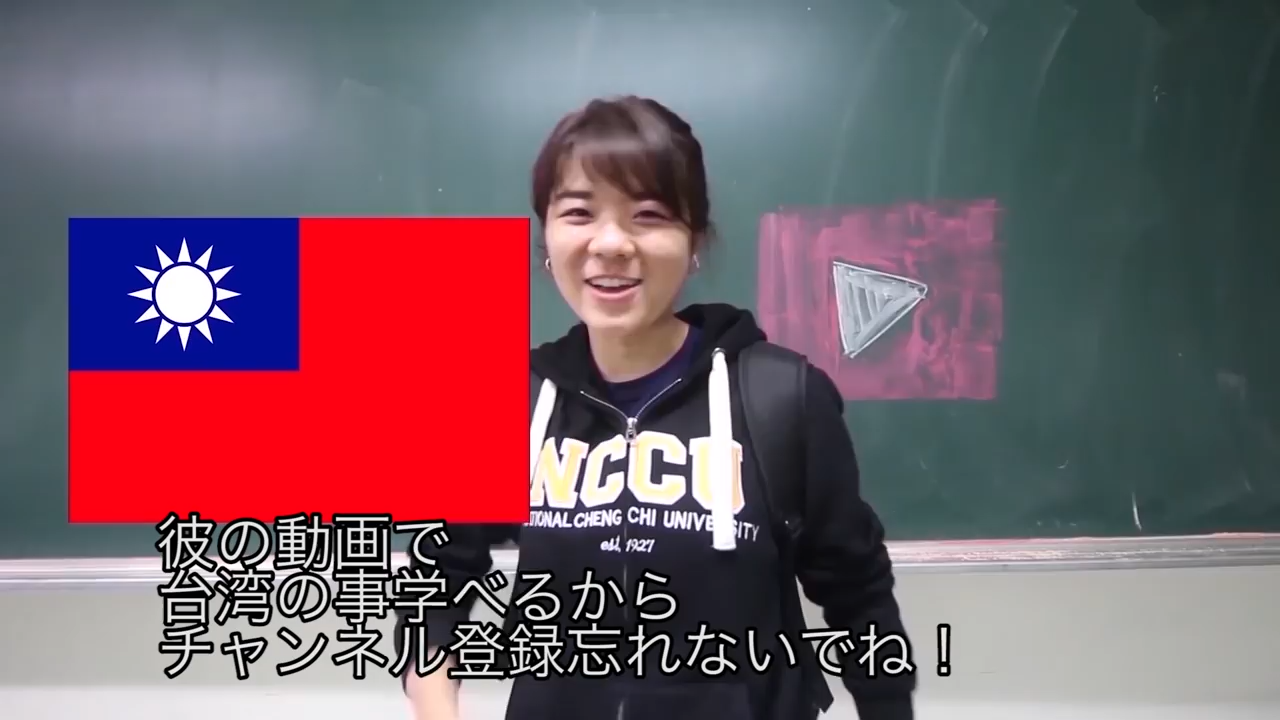 NCCU
TIONAL CHENG CHI UNIVERSITY
est. 1927
彼の動画で
台湾の事学べるから
チャンネル登録忘れないでね！